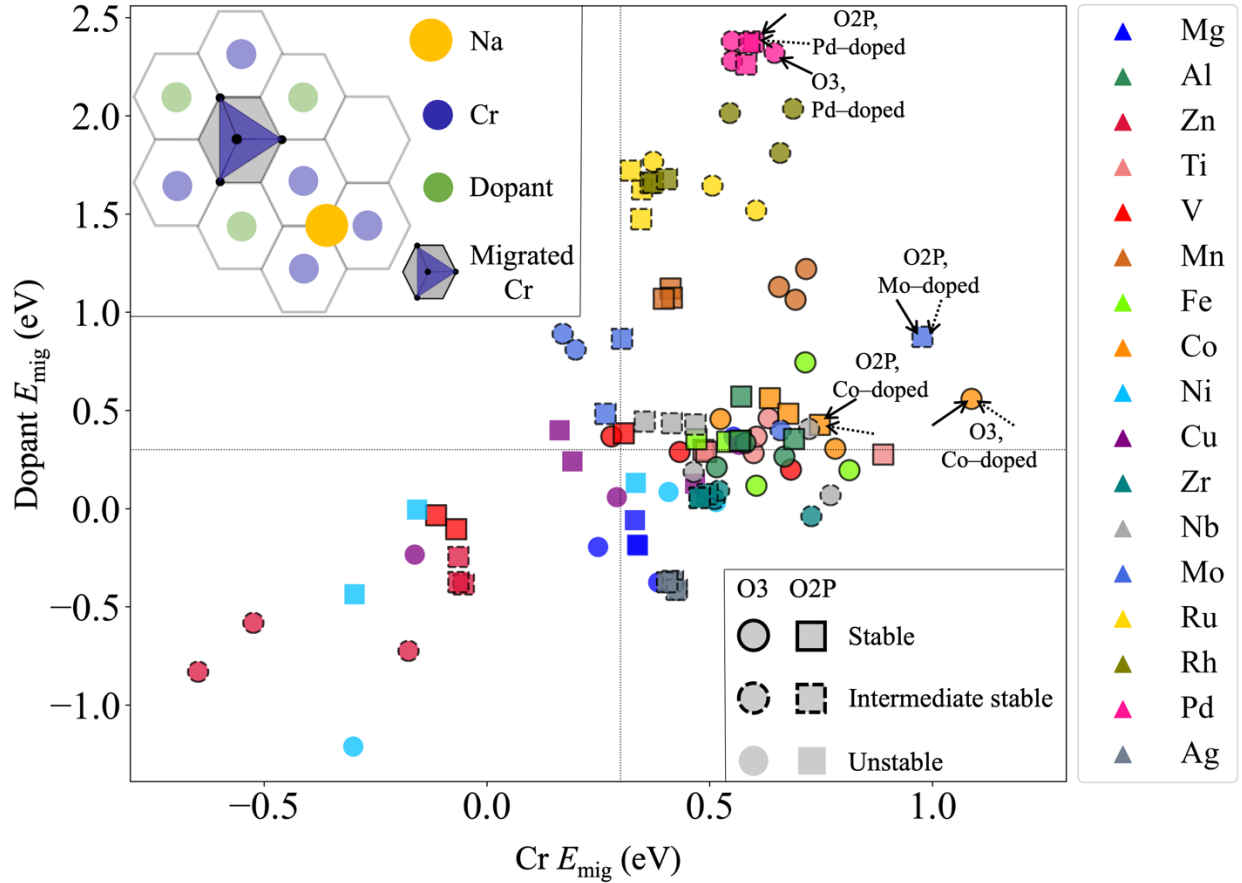 2.5
2.0
1.5
1.0
0.5
0.0
−0.5
−1.0
Dopant Emig (eV)
−0.5
0.0
0.5
1.0
Cr Emig (eV)
Na
Cr
Dopant
Migrated
Cr
O2P,
Pd–doped
O3,
Pd–doped
O2P,
Mo–doped
O2P,
Co–doped
O3,
Co–doped
O3 O2P
Stable
Intermediate stable
Unstable
Mg
Al
Zn
Ti
V
Mn
Fe
Co
Ni
Cu
Zr
Nb
Mo
Ru
Rh
Pd
Ag